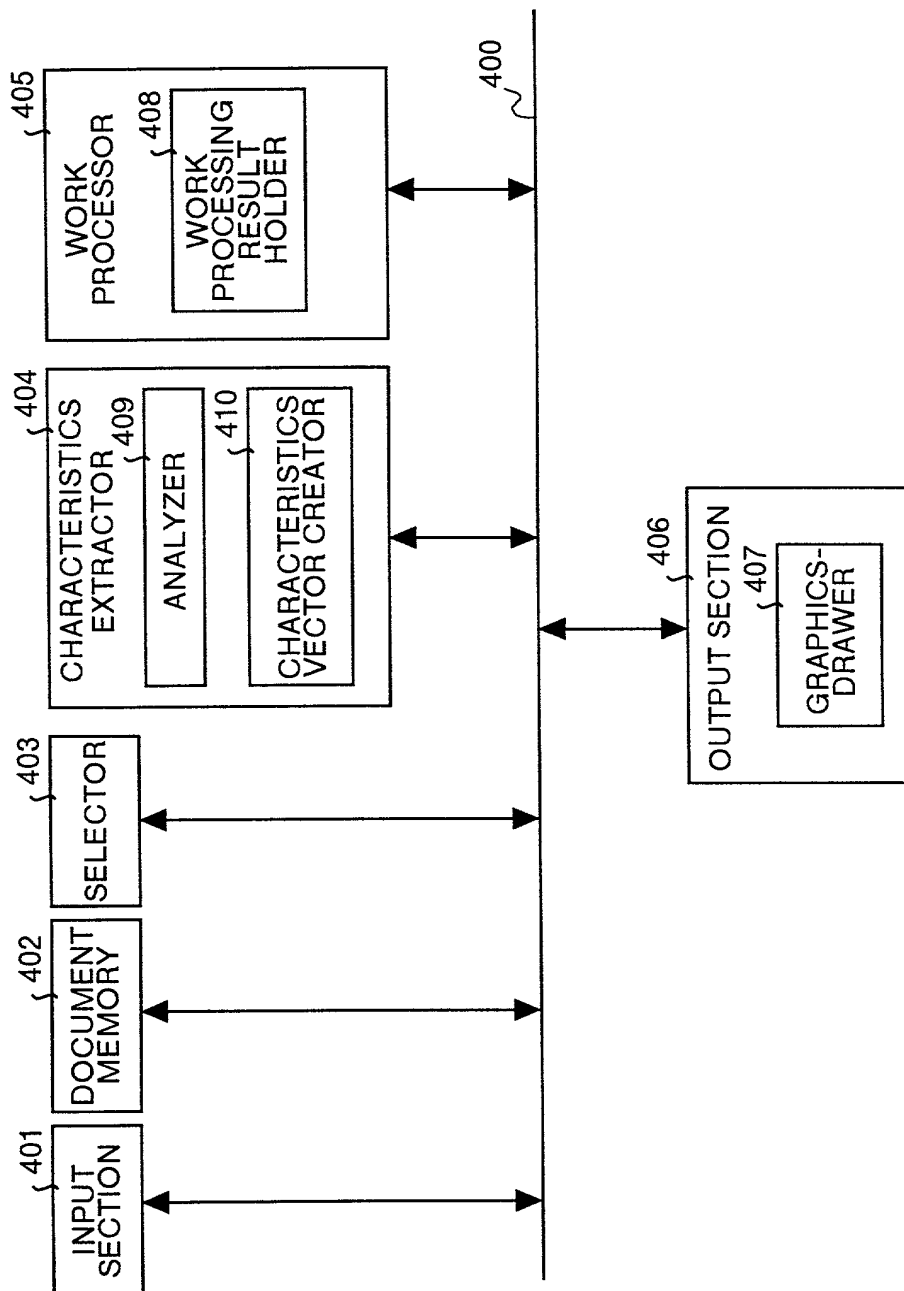 401
INPUT
SECTION
402
DOCUMENT
MEMORY
403
SELECTOR
404
CHARACTERISTICS
EXTRACTOR
409
ANALYZER
410
CHARACTERISTICS
VECTOR CREATOR
405
WORK
PROCESSOR
408
WORK
PROCESSING
RESULT
HOLDER
400
406
OUTPUT SECTION
407
GRAPHICS-
DRAWER